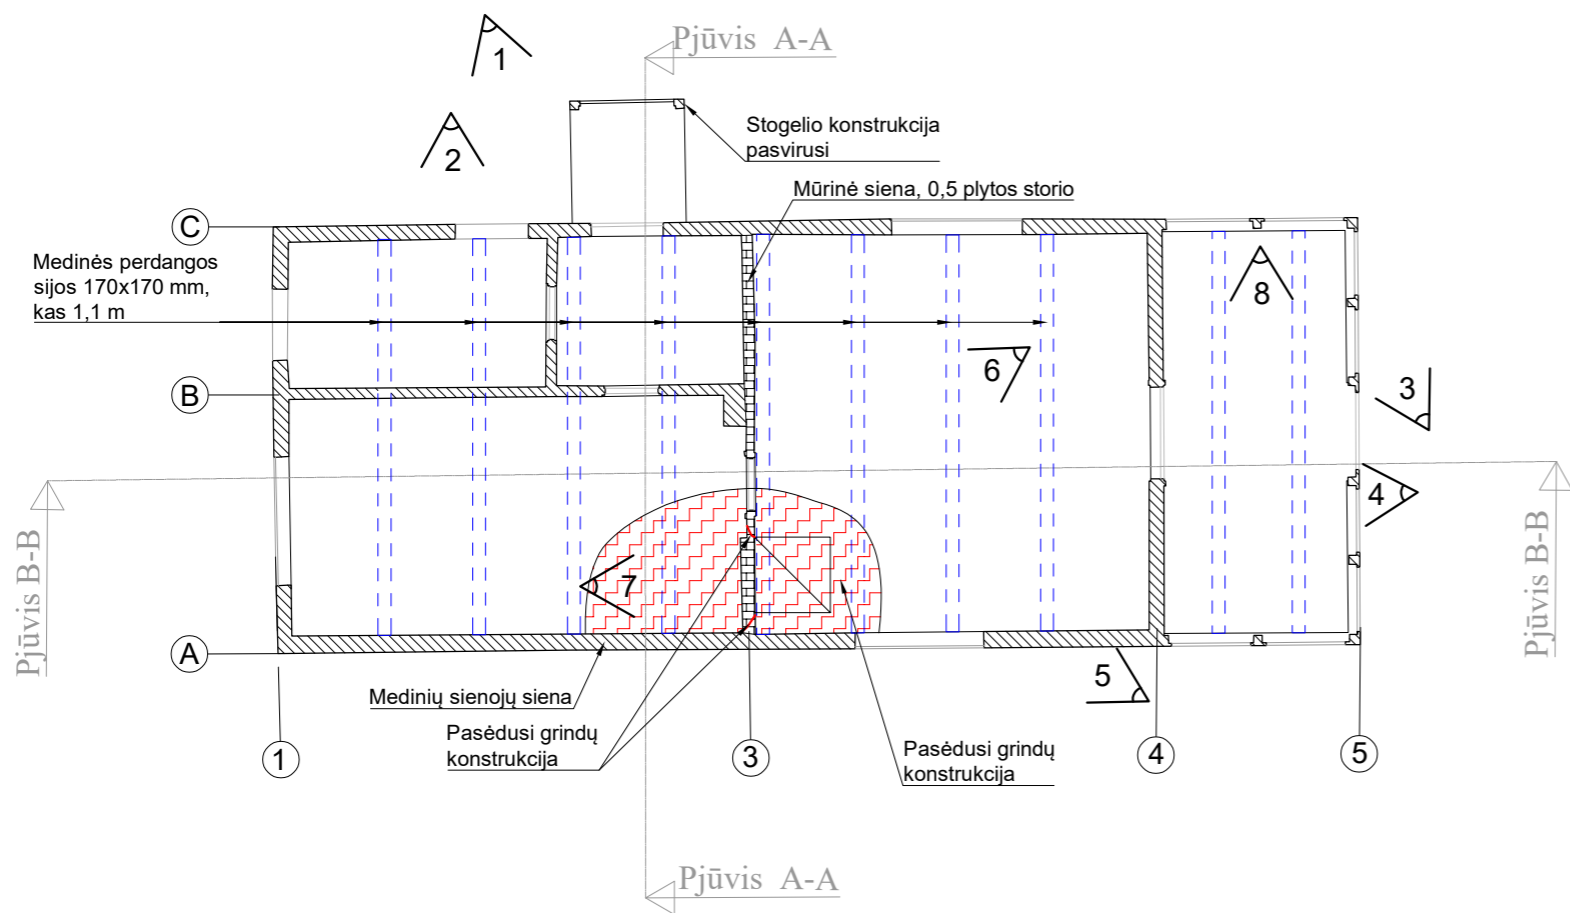 Pjūvis A-A
1
2
Stogelio konstrukcija
pasvirusi
Mūrinė siena, 0,5 plytos storio
C
Medinės perdangos
sijos 170x170 mm,
kas 1,1 m
8
6
3
B
4
Pjūvis B-B
Pjūvis B-B
7
A
5
Medinių sienojų siena
Pasėdusi grindų
konstrukcija
Pasėdusi grindų
konstrukcija
1
3
4
5
Pjūvis A-A